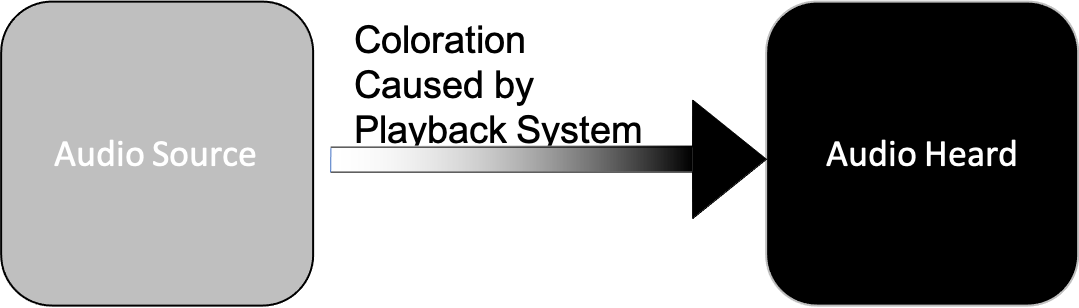 Audio Source
Coloration
Caused by
Playback System
Audio Heard